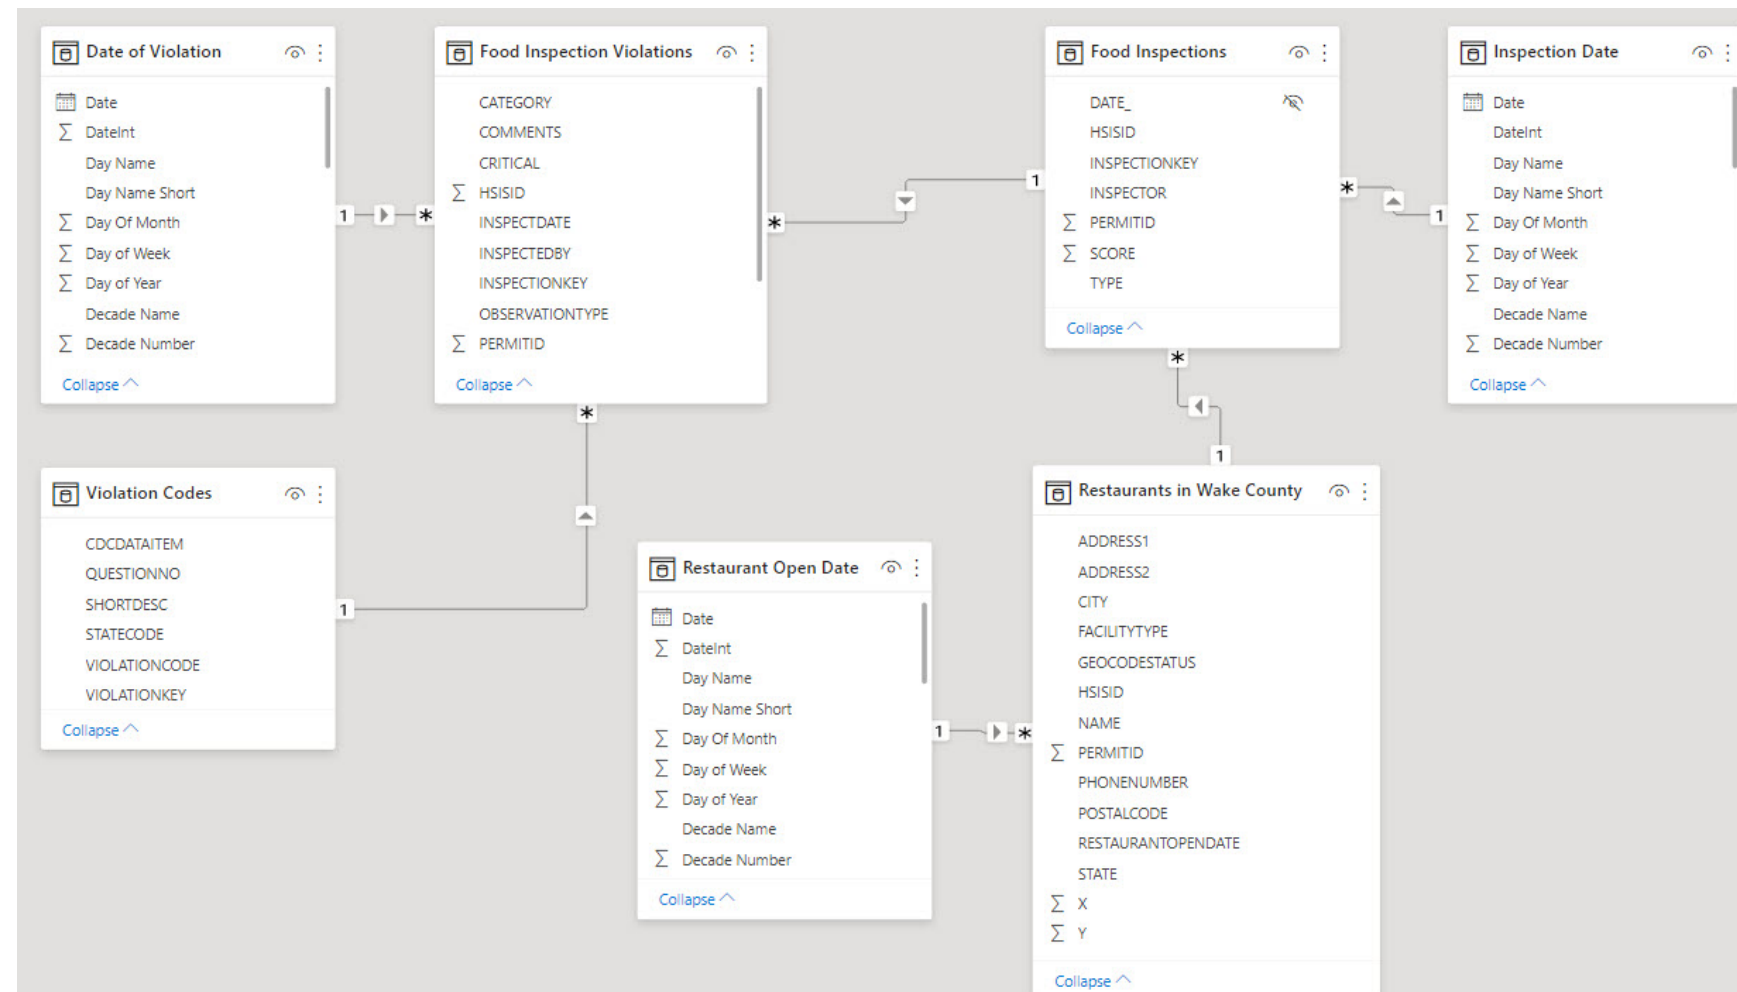 Date of Violation
Date
DateInt
Day Name
Day Name Short
Day Of Month
Day of Week
Day of Year
Decade Name
Decade Number
Collapse
1
*
Food Inspection Violations
CATEGORY
COMMENTS
CRITICAL
HSISID
INSPECTDATE
INSPECTEDBY
INSPECTIONKEY
OBSERVATIONTYPE
PERMITID
Collapse
*
*
1
Food Inspections
DATE_
HSISID
INSPECTIONKEY
INSPECTOR
PERMITID
SCORE
TYPE
Collapse
*
*
1
Inspection Date
Date
DateInt
Day Name
Day Name Short
Day Of Month
Day of Week
Day of Year
Decade Name
Decade Number
Collapse
Violation Codes
CDCDATAITEM
QUESTIONNO
SHORTDESC
STATECODE
VIOLATIONCODE
VIOLATIONKEY
Collapse
1
Restaurant Open Date
Date
DateInt
Day Name
Day Name Short
Day Of Month
Day of Week
Day of Year
Decade Name
Decade Number
Collapse
1
*
1
Restaurants in Wake County
ADDRESS1
ADDRESS2
CITY
FACILITYTYPE
GEOCODESTATUS
HSISID
NAME
PERMITID
PHONENUMBER
POSTALCODE
RESTAURANTOPENDATE
STATE
X
Y
Collapse